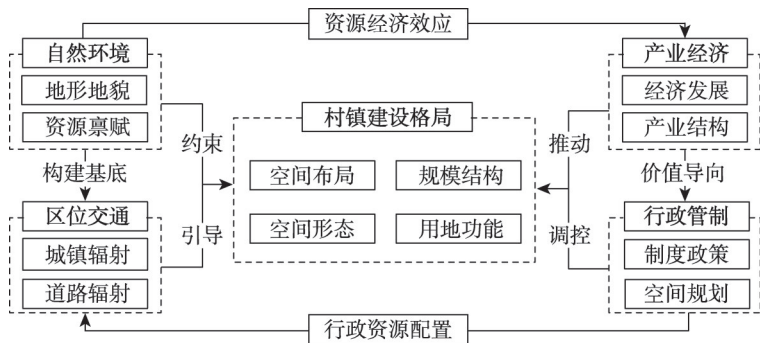 资源经济效应
自然环境
地形地貌
资源禀赋
构建基底
区位交通
城镇辐射
道路辐射
约束
引导
村镇建设格局
空间布局
规模结构
空间形态
用地功能
推动
调控
产业经济
经济发展
产业结构
价值导向
行政管制
制度政策
空间规划
行政资源配置